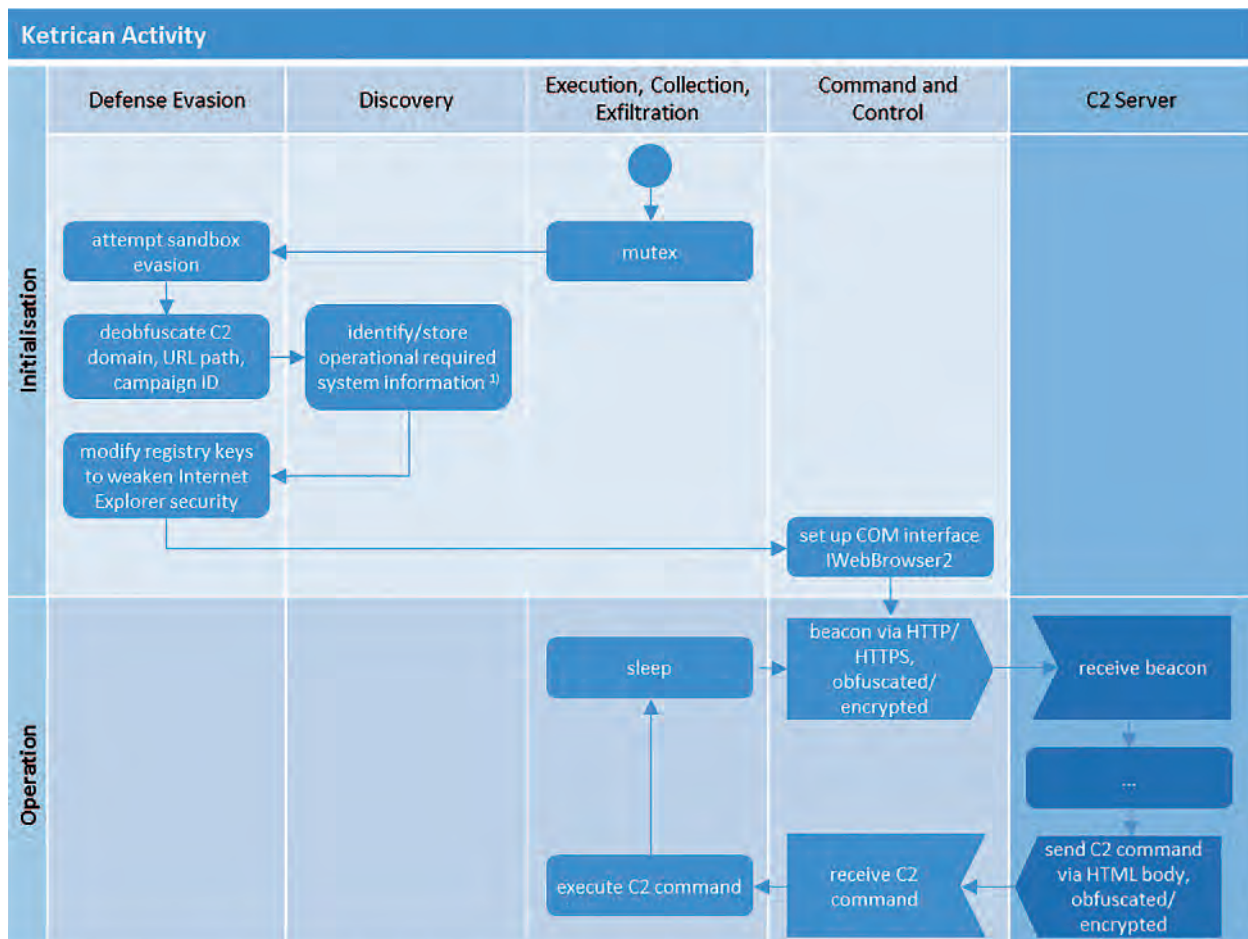 Ketrican Activity
Defense Evasion
Discovery
Execution, Collection,
Exfiltration
Command and
Control
C2 Server
Initialisation
mutex
attempt sandbox
evasion
deobfuscate C2
domain, URL path,
campaign ID
identify/store
operational required
system information 1)
modify registry keys
to weaken Internet
Explorer security
set up COM interface
IWebBrowser2
Operation
sleep
beacon via HTTP/
HTTPS,
obfuscated/
encrypted
receive beacon
...
send C2 command
via HTML body,
obfuscated/
encrypted
receive C2
command
execute C2 command